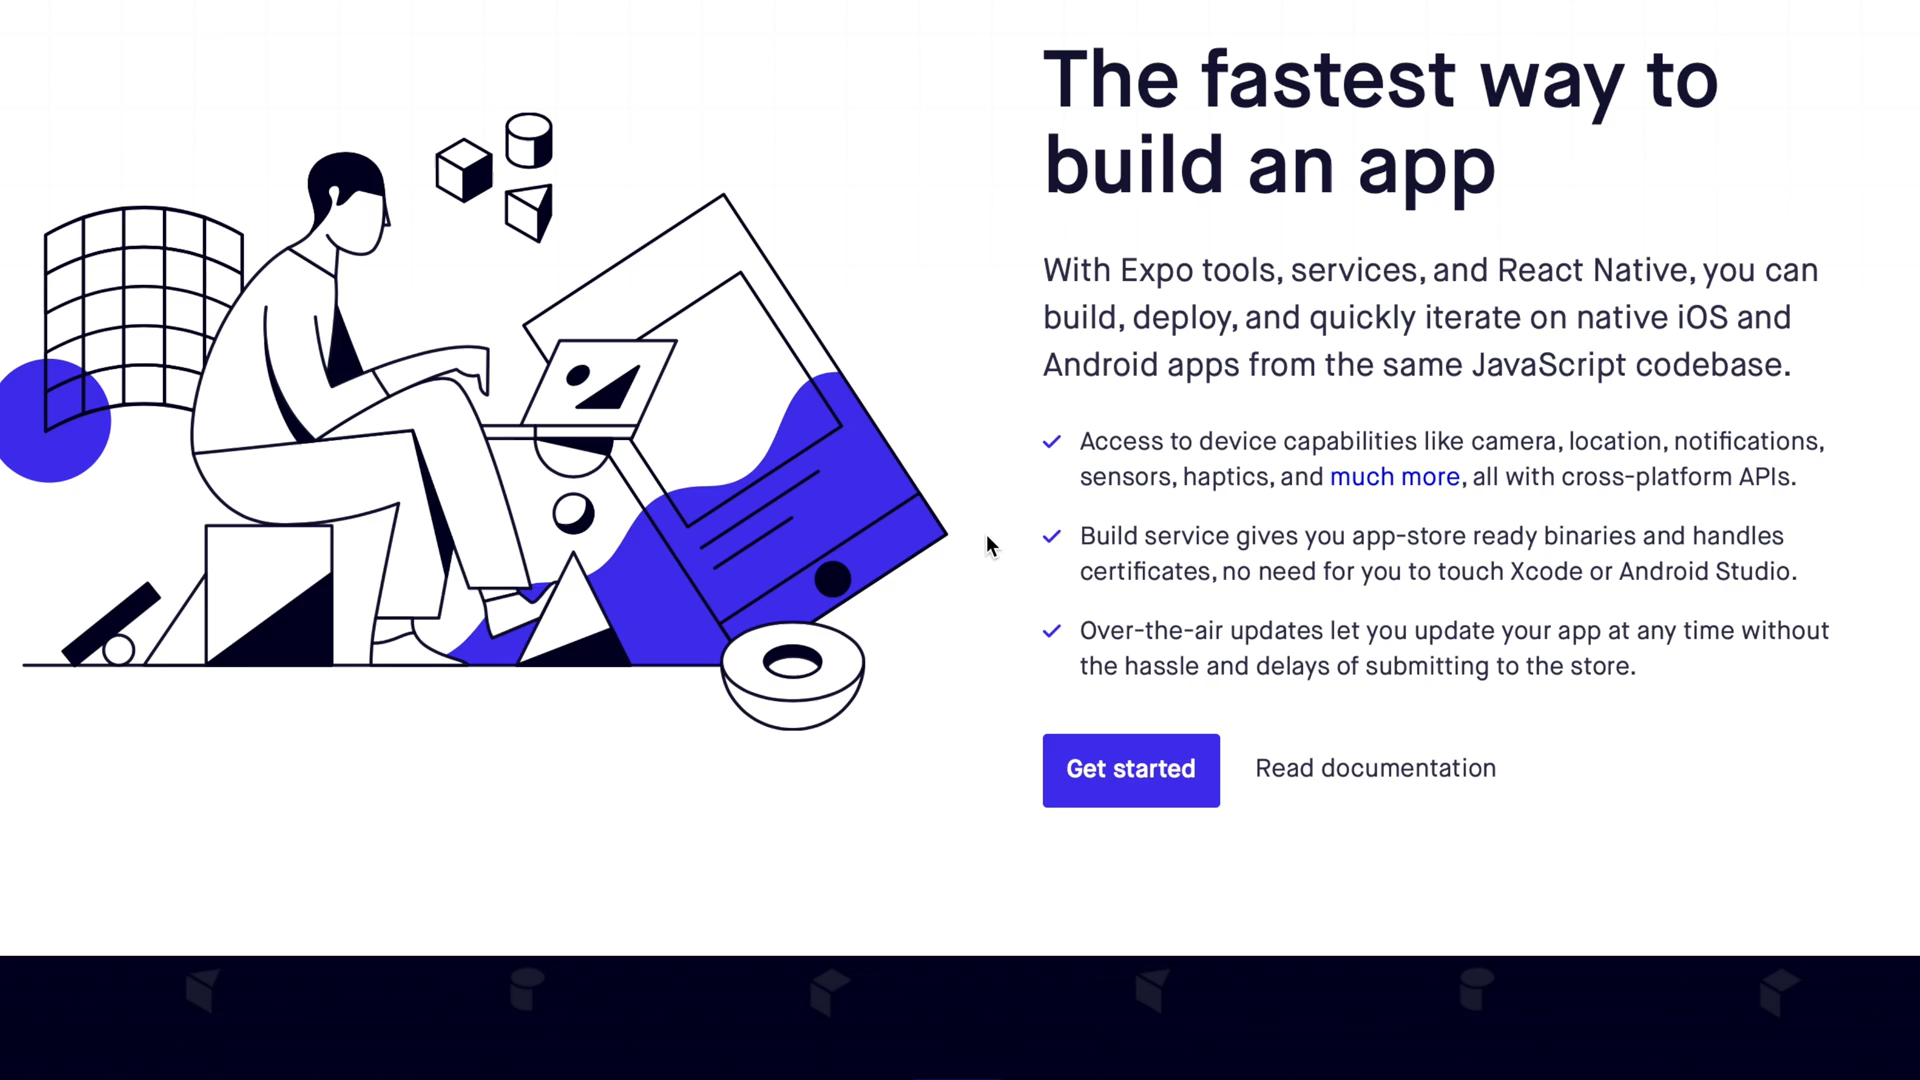 The fastest way to
build an app
With Expo tools, services, and React Native, you can
build, deploy, and quickly iterate on native iOS and
Android apps from the same JavaScript codebase.
Access to device capabilities like camera, location, notifications,
sensors, haptics, and much more, all with cross-platform APIs.
Build service gives you app-store ready binaries and handles
certificates, no need for you to touch Xcode or Android Studio.
Over-the-air updates let you update your app at any time without
the hassle and delays of submitting to the store.
Get started
Read documentation